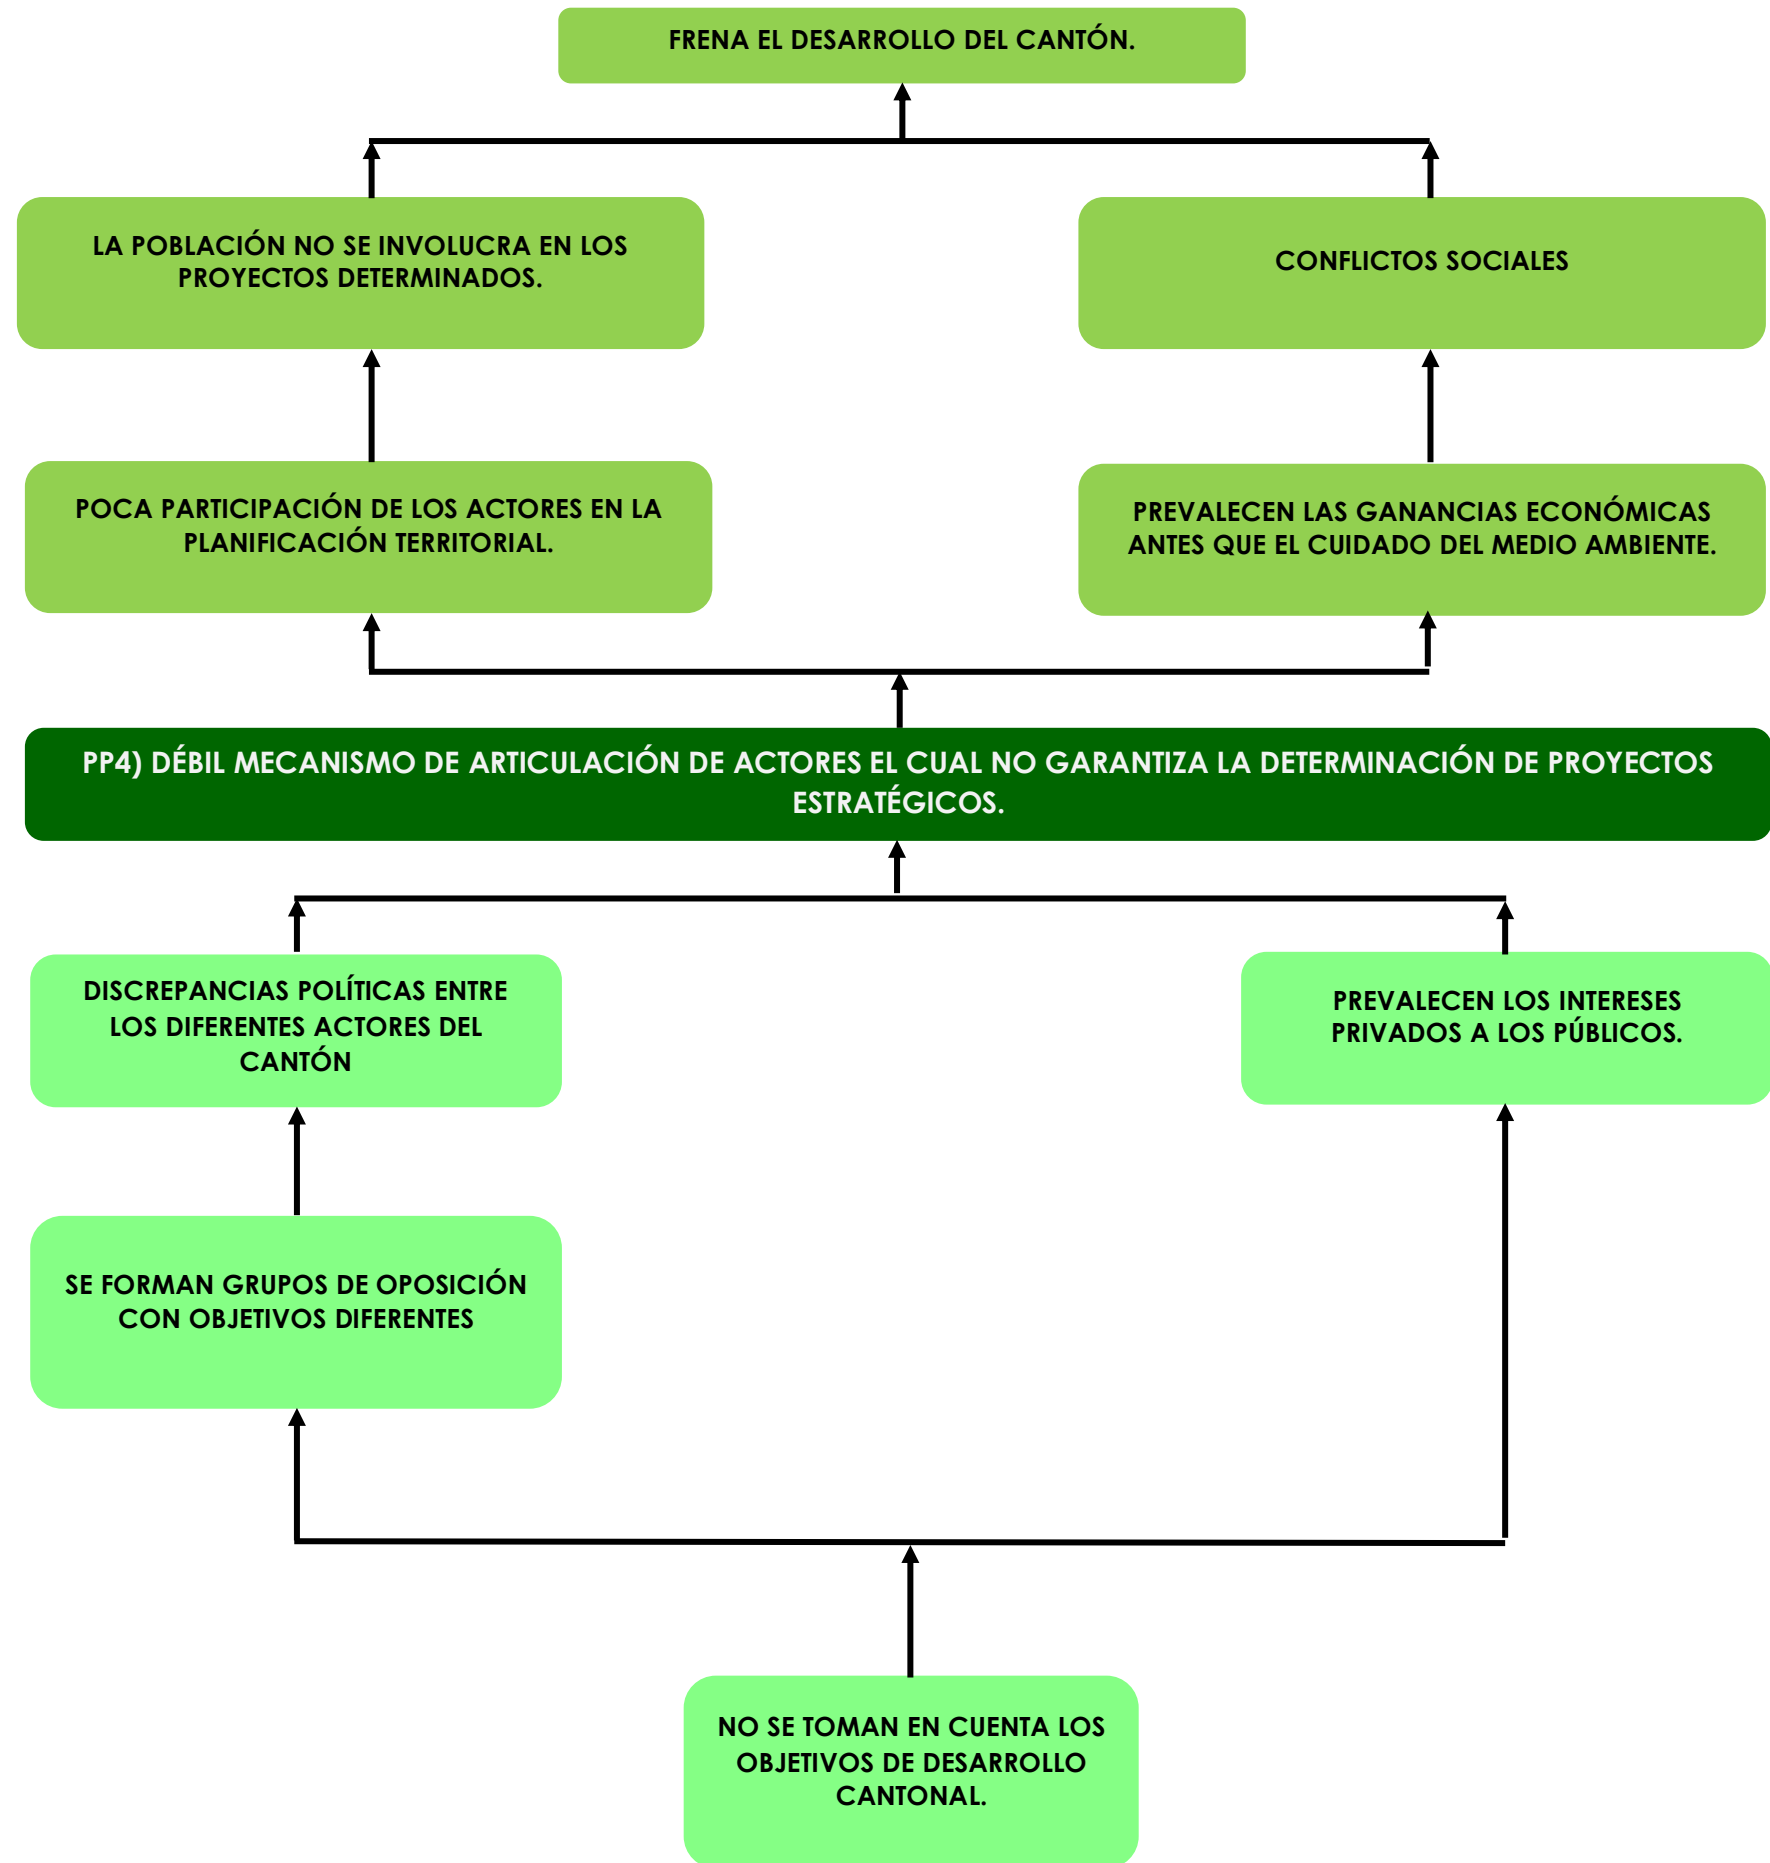 FRENA EL DESARROLLO DEL CANTÓN.
LA POBLACIÓN NO SE INVOLUCRA EN LOS
PROYECTOS DETERMINADOS.
CONFLICTOS SOCIALES
POCA PARTICIPACIÓN DE LOS ACTORES EN LA
PLANIFICACIÓN TERRITORIAL.
PREVALECEN LAS GANANCIAS ECONÓMICAS
ANTES QUE EL CUIDADO DEL MEDIO AMBIENTE.
PP4) DÉBIL MECANISMO DE ARTICULACIÓN DE ACTORES EL CUAL NO GARANTIZA LA DETERMINACIÓN DE PROYECTOS
ESTRATÉGICOS.
DISCREPANCIAS POLÍTICAS ENTRE
LOS DIFERENTES ACTORES DEL
CANTÓN
PREVALECEN LOS INTERESES
PRIVADOS A LOS PÚBLICOS.
SE FORMAN GRUPOS DE OPOSICIÓN
CON OBJETIVOS DIFERENTES
NO SE TOMAN EN CUENTA LOS
OBJETIVOS DE DESARROLLO
CANTONAL.